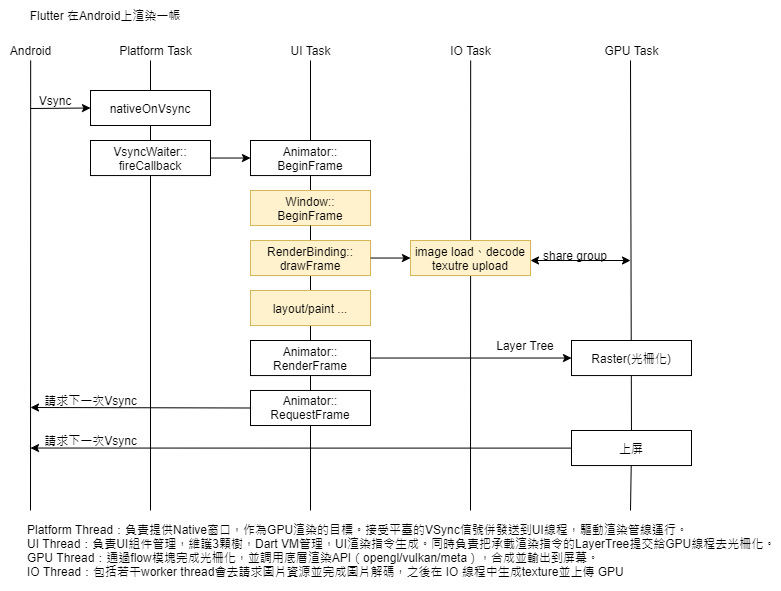 Flutter 在Android上渲染一帳
Android
Platform Task
UI Task
IO Task
GPU Task
Vsync
nativeOnVsync
VsyncWaiter::
fireCallback
Animator::
BeginFrame
Window::
BeginFrame
RenderBinding::
drawFrame
image load、decode
texutre upload
share group
layout/paint ...
Animator::
RenderFrame
Layer Tree
Raster(光柵化)
Animator::
RequestFrame
請求下一次Vsync
請求下一次Vsync
上屏
Platform Thread：負責提供Native窗口，作為GPU渲染的目標。接受平臺的VSync信號併發送到UI線程，驅動渲染管線運行。
UI Thread：負責UI組件管理，維護3顆樹，Dart VM管理，UI渲染指令生成。同時負責把承載渲染指令的LayerTree提交給GPU線程去光柵化。
GPU Thread：通過flow模塊完成光柵化，並調用底層渲染API（opengl/vulkan/meta），合成並輸出到屏幕。
IO Thread：包括若干worker thread會去請求圖片資源並完成圖片解碼，之後在 IO 線程中生成texture並上傳 GPU